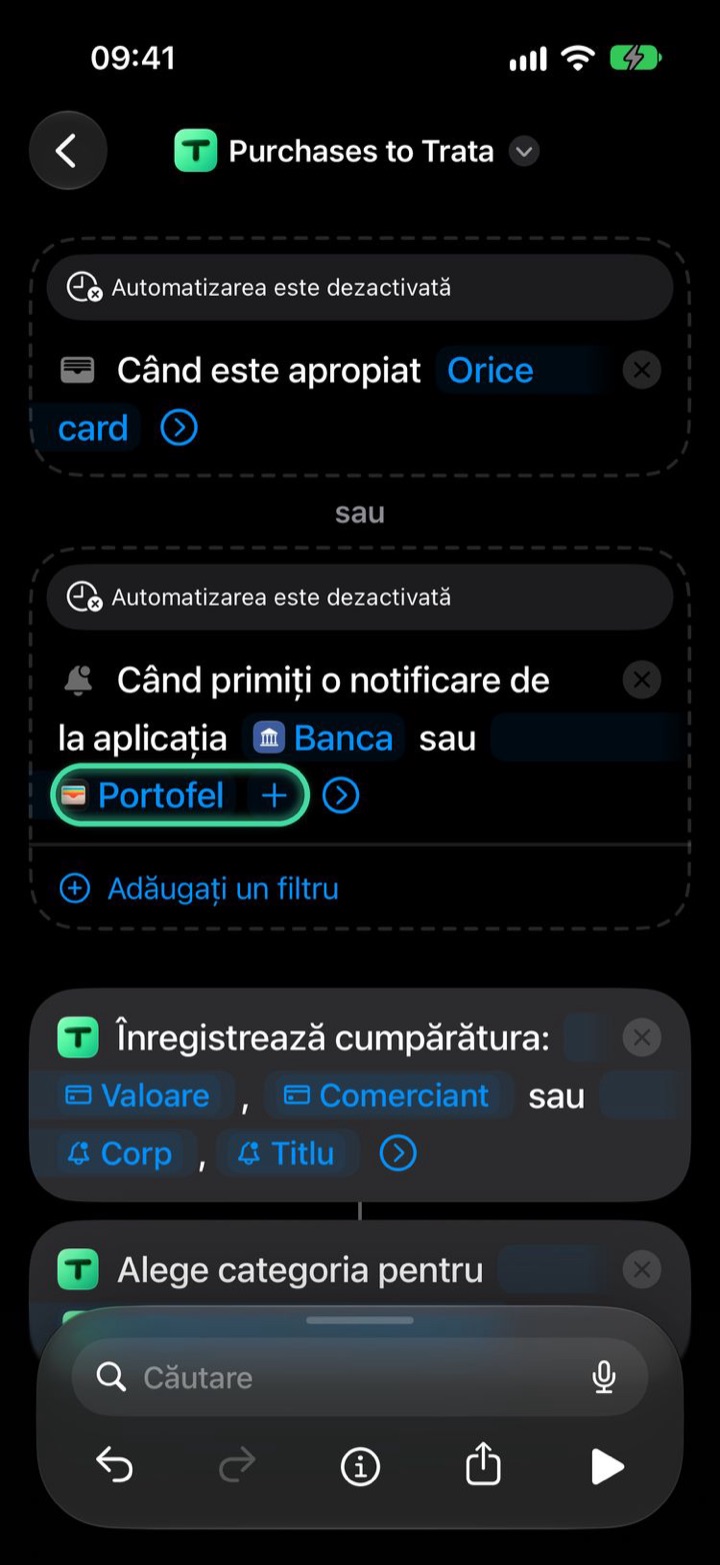 09:41
Purchases to Trata
Automatizarea este dezactivată
Când este apropiat Orice
card
sau
Automatizarea este dezactivată
Când primiți o notificare de
la aplicația Banca sau
Portofel
Adăugați un filtru
Înregistrează cumpărătura:
Valoare , Comerciant sau
Corp , Titlu
Alege categoria pentru
Căutare